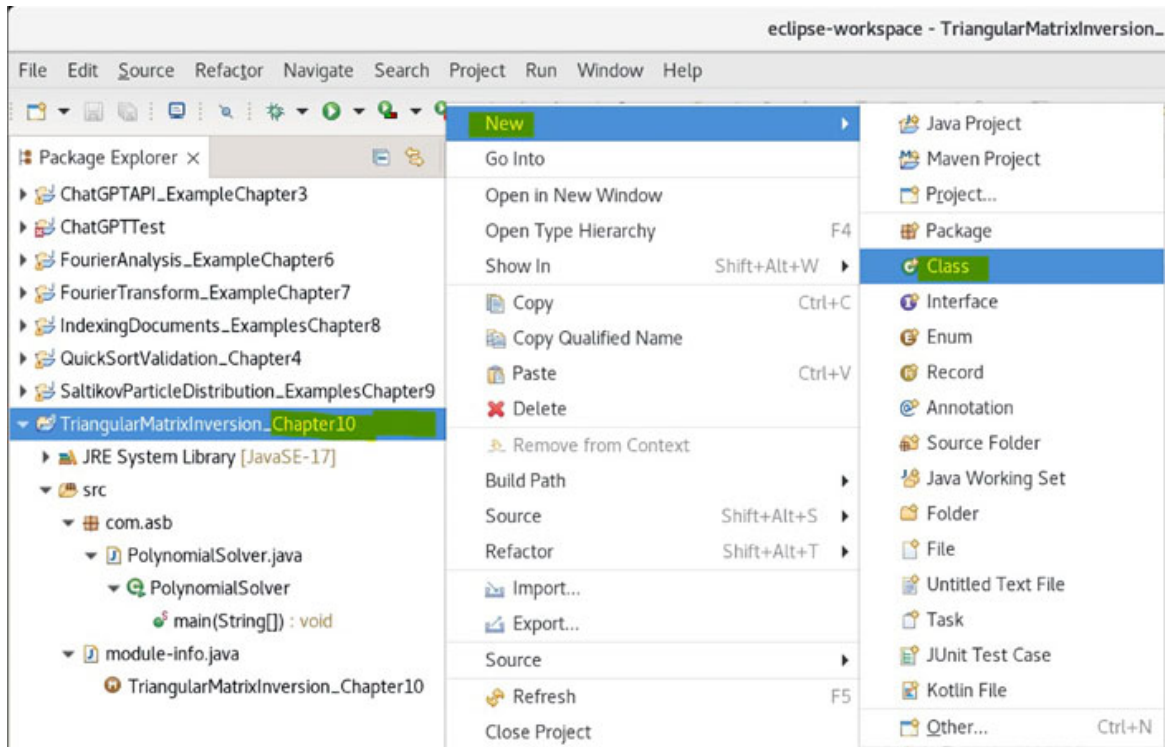 eclipse-workspace - TriangularMatrixInversion_
File Edit Source Refactor Navigate Search Project Run Window Help
Package Explorer
ChatGPTAPI_ExampleChapter3
ChatGPTTest
FourierAnalysis_ExampleChapter6
FourierTransform_ExampleChapter7
IndexingDocuments_ExamplesChapter8
QuickSortValidation_Chapter4
SaltikovParticleDistribution_ExamplesChapter9
TriangularMatrixInversion_Chapter10
JRE System Library [JavaSE-17]
src
com.asb
PolynomialSolver.java
PolynomialSolver
main(String[]) : void
module-info.java
TriangularMatrixInversion_Chapter10
New
Go Into
Open in New Window
Open Type Hierarchy F4
Show In Shift+Alt+W
Copy Ctrl+C
Copy Qualified Name
Paste Ctrl+V
Delete
Remove from Context
Build Path
Source Shift+Alt+S
Refactor Shift+Alt+T
Import...
Export...
Source
Refresh F5
Close Project
Java Project
Maven Project
Project...
Package
Class
Interface
Enum
Record
Annotation
Source Folder
Java Working Set
Folder
File
Untitled Text File
Task
JUnit Test Case
Kotlin File
Other... Ctrl+N